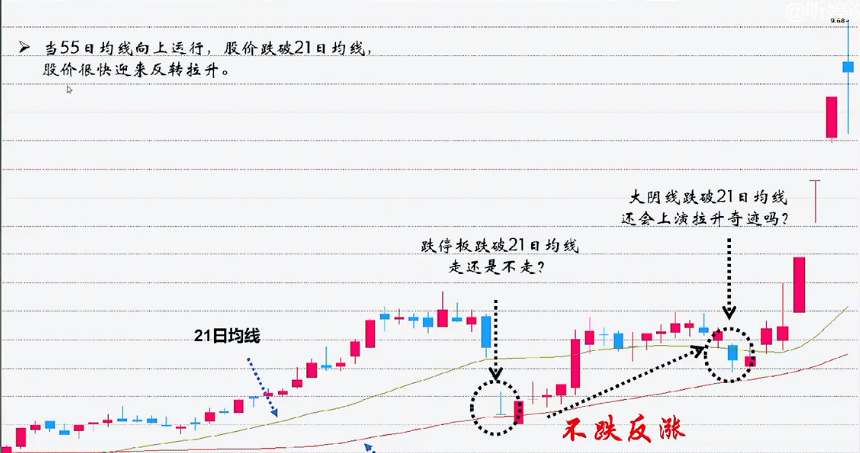 9.68
➢ 当55日均线向上运行，股价跌破21日均线，
股价很快迎来反转拉升。
大阴线跌破21日均线
还会上演拉升奇迹吗？
跌停板跌破21日均线
走还是不走？
21日均线
不跌反涨